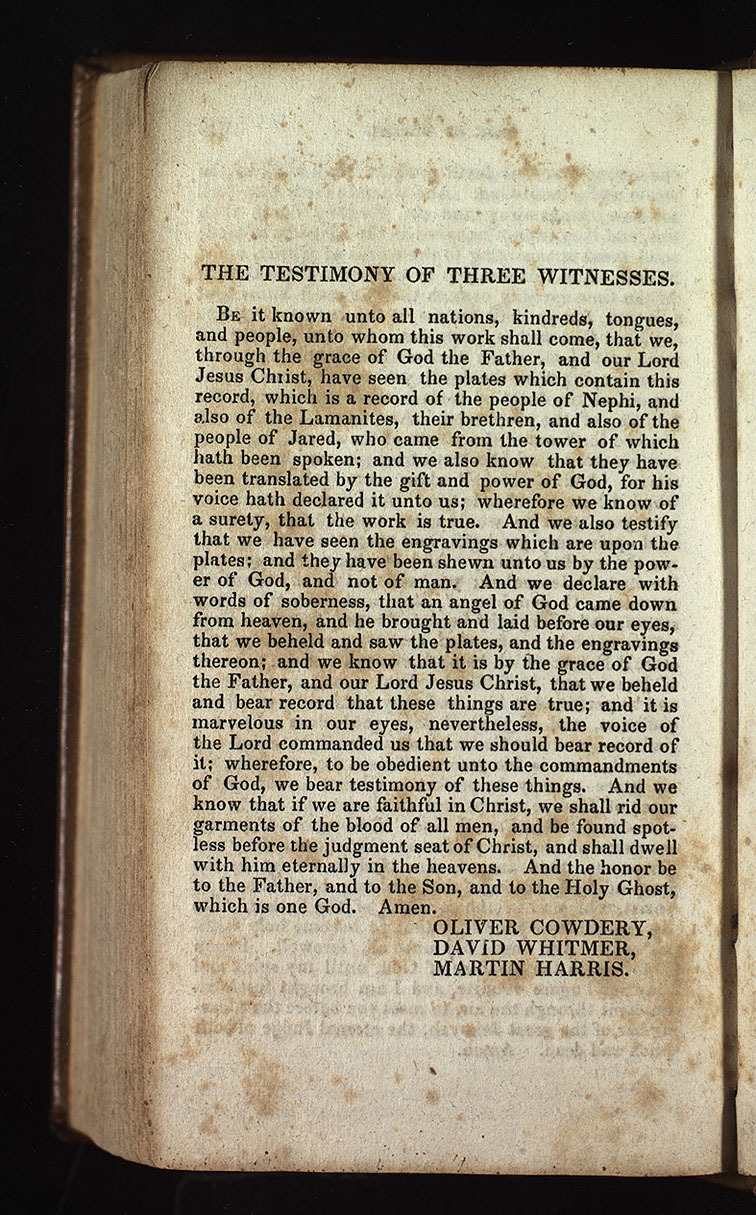 THE TESTIMONY OF THREE WITNESSES.
BE it known unto all nations, kindreds, tongues,
and people, unto whom this work shall come, that we,
through the grace of God the Father, and our Lord
Jesus Christ, have seen the plates which contain this
record, which is a record of the people of Nephi, and
also of the Lamanites, their brethren, and also of the
people of Jared, who came from the tower of which
hath been spoken; and we also know that they have
been translated by the gift and power of God, for his
voice hath declared it unto us; wherefore we know of
a surety, that the work is true. And we also testify
that we have seen the engravings which are upon the
plates; and they have been shewn unto us by the pow-
er of God, and not of man. And we declare with
words of soberness, that an angel of God came down
from heaven, and he brought and laid before our eyes,
that we beheld and saw the plates, and the engravings
thereon; and we know that it is by the grace of God
the Father, and our Lord Jesus Christ, that we beheld
and bear record that these things are true; and it is
marvelous in our eyes, nevertheless, the voice of
the Lord commanded us that we should bear record of
it; wherefore, to be obedient unto the commandments
of God, we bear testimony of these things. And we
know that if we are faithful in Christ, we shall rid our
garments of the blood of all men, and be found spot-
less before the judgment seat of Christ, and shall dwell
with him eternally in the heavens. And the honor be
to the Father, and to the Son, and to the Holy Ghost,
which is one God. Amen.
OLIVER COWDERY,
DAVID WHITMER,
MARTIN HARRIS.